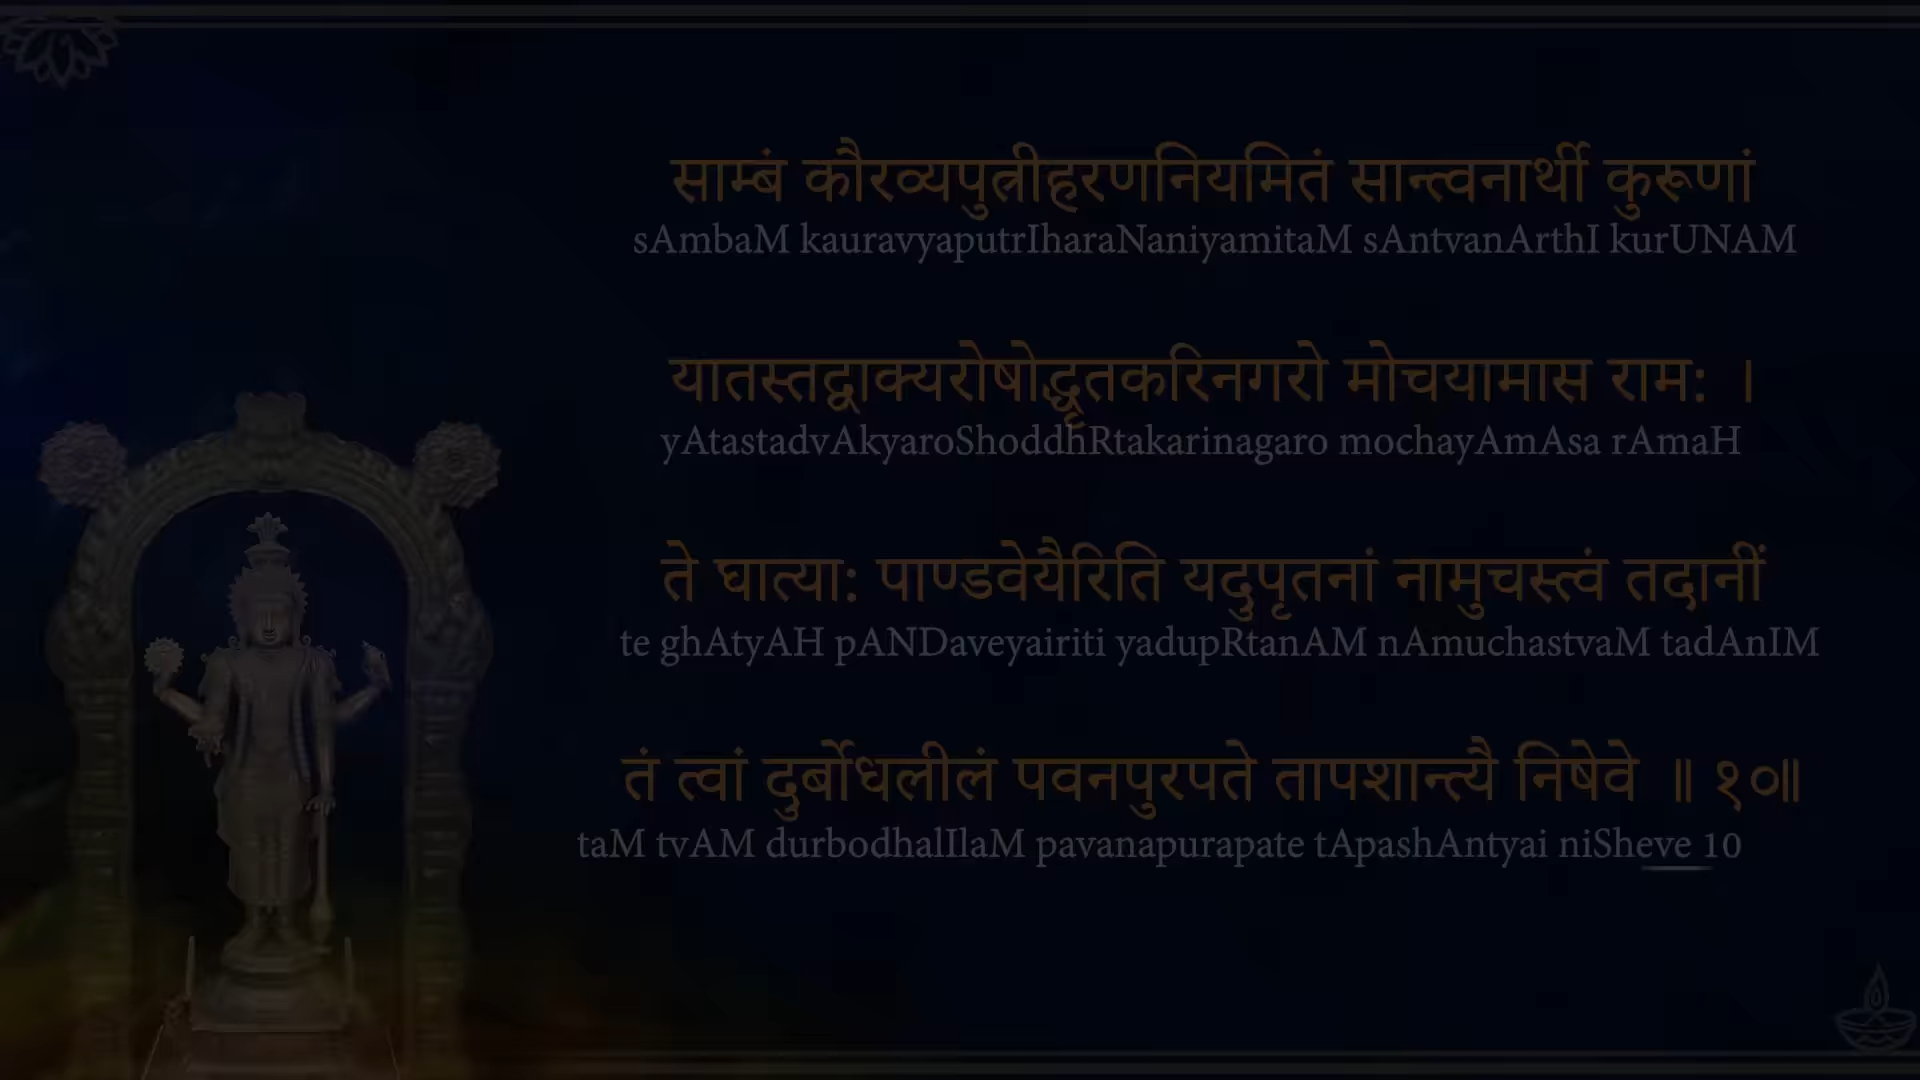 साम्बं कौरव्यपुत्रीहरणनियमितं सान्त्वनार्थी कुरूणां
sAmbaM kauravyaputrIharaNaniyamitaM sAntvanArthI kurUNAM
यातस्तद्वाक्यरोषोद्धृतकरिनगरो मोचयामास राम: ।
yAtastadvAkyaroShoddhRtakarinagaro mochayAmAsa rAmaH
ते घात्या: पाण्डवेयैरिति यदुपृतनां नामुचस्त्वं तदानीं
te ghAtyAH pANDaveyairiti yadupRtanAM nAmuchastvaM tadAnIM
तं त्वां दुर्बोधलीलं पवनपुरपते तापशान्त्यै निषेवे ॥ १०॥
taM tvAM durbodhalIlaM pavanapurapate tApashAntyai niSheve 10